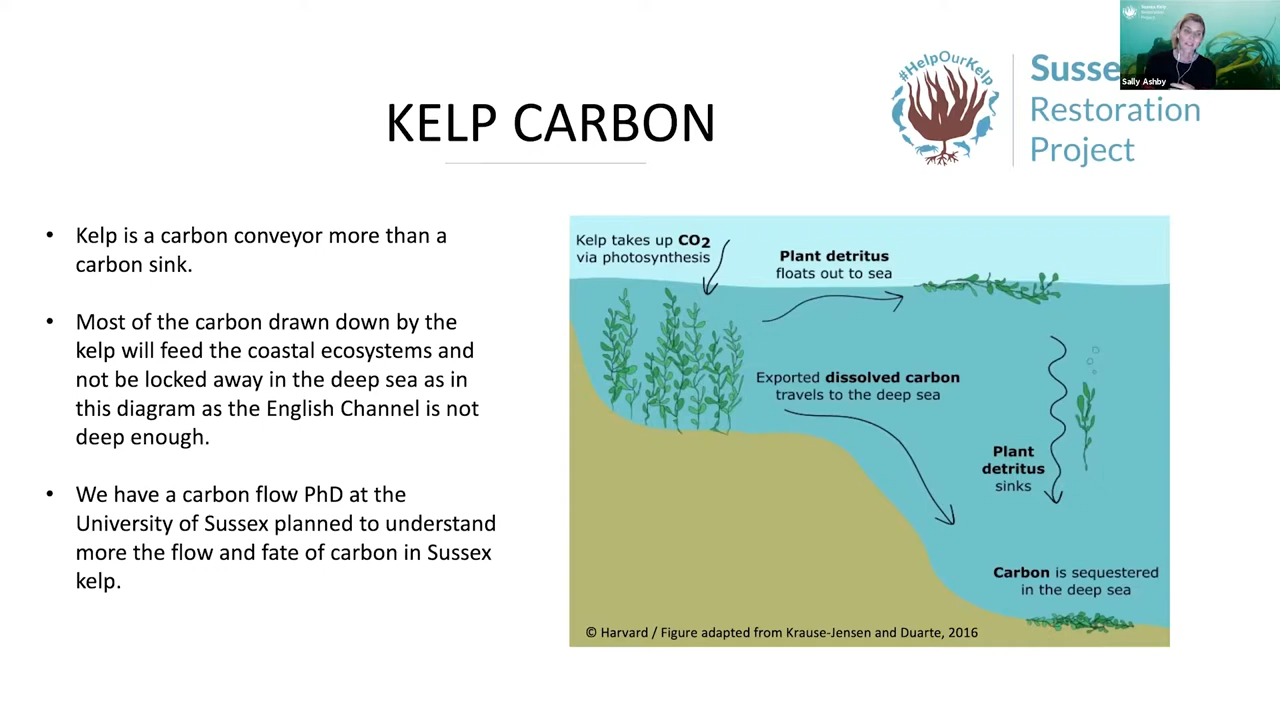 KELP CARBON
#HelpOurKelp
Susse
Restoration
Project
Sussex Kelp
Restoration
Project
Sally Ashby
• Kelp is a carbon conveyor more than a
carbon sink.
• Most of the carbon drawn down by the
kelp will feed the coastal ecosystems and
not be locked away in the deep sea as in
this diagram as the English Channel is not
deep enough.
• We have a carbon flow PhD at the
University of Sussex planned to understand
more the flow and fate of carbon in Sussex
kelp.
Kelp takes up CO2
via photosynthesis
Plant detritus
floats out to sea
Exported dissolved carbon
travels to the deep sea
Plant
detritus
sinks
Carbon is sequestered
in the deep sea
© Harvard / Figure adapted from Krause-Jensen and Duarte, 2016